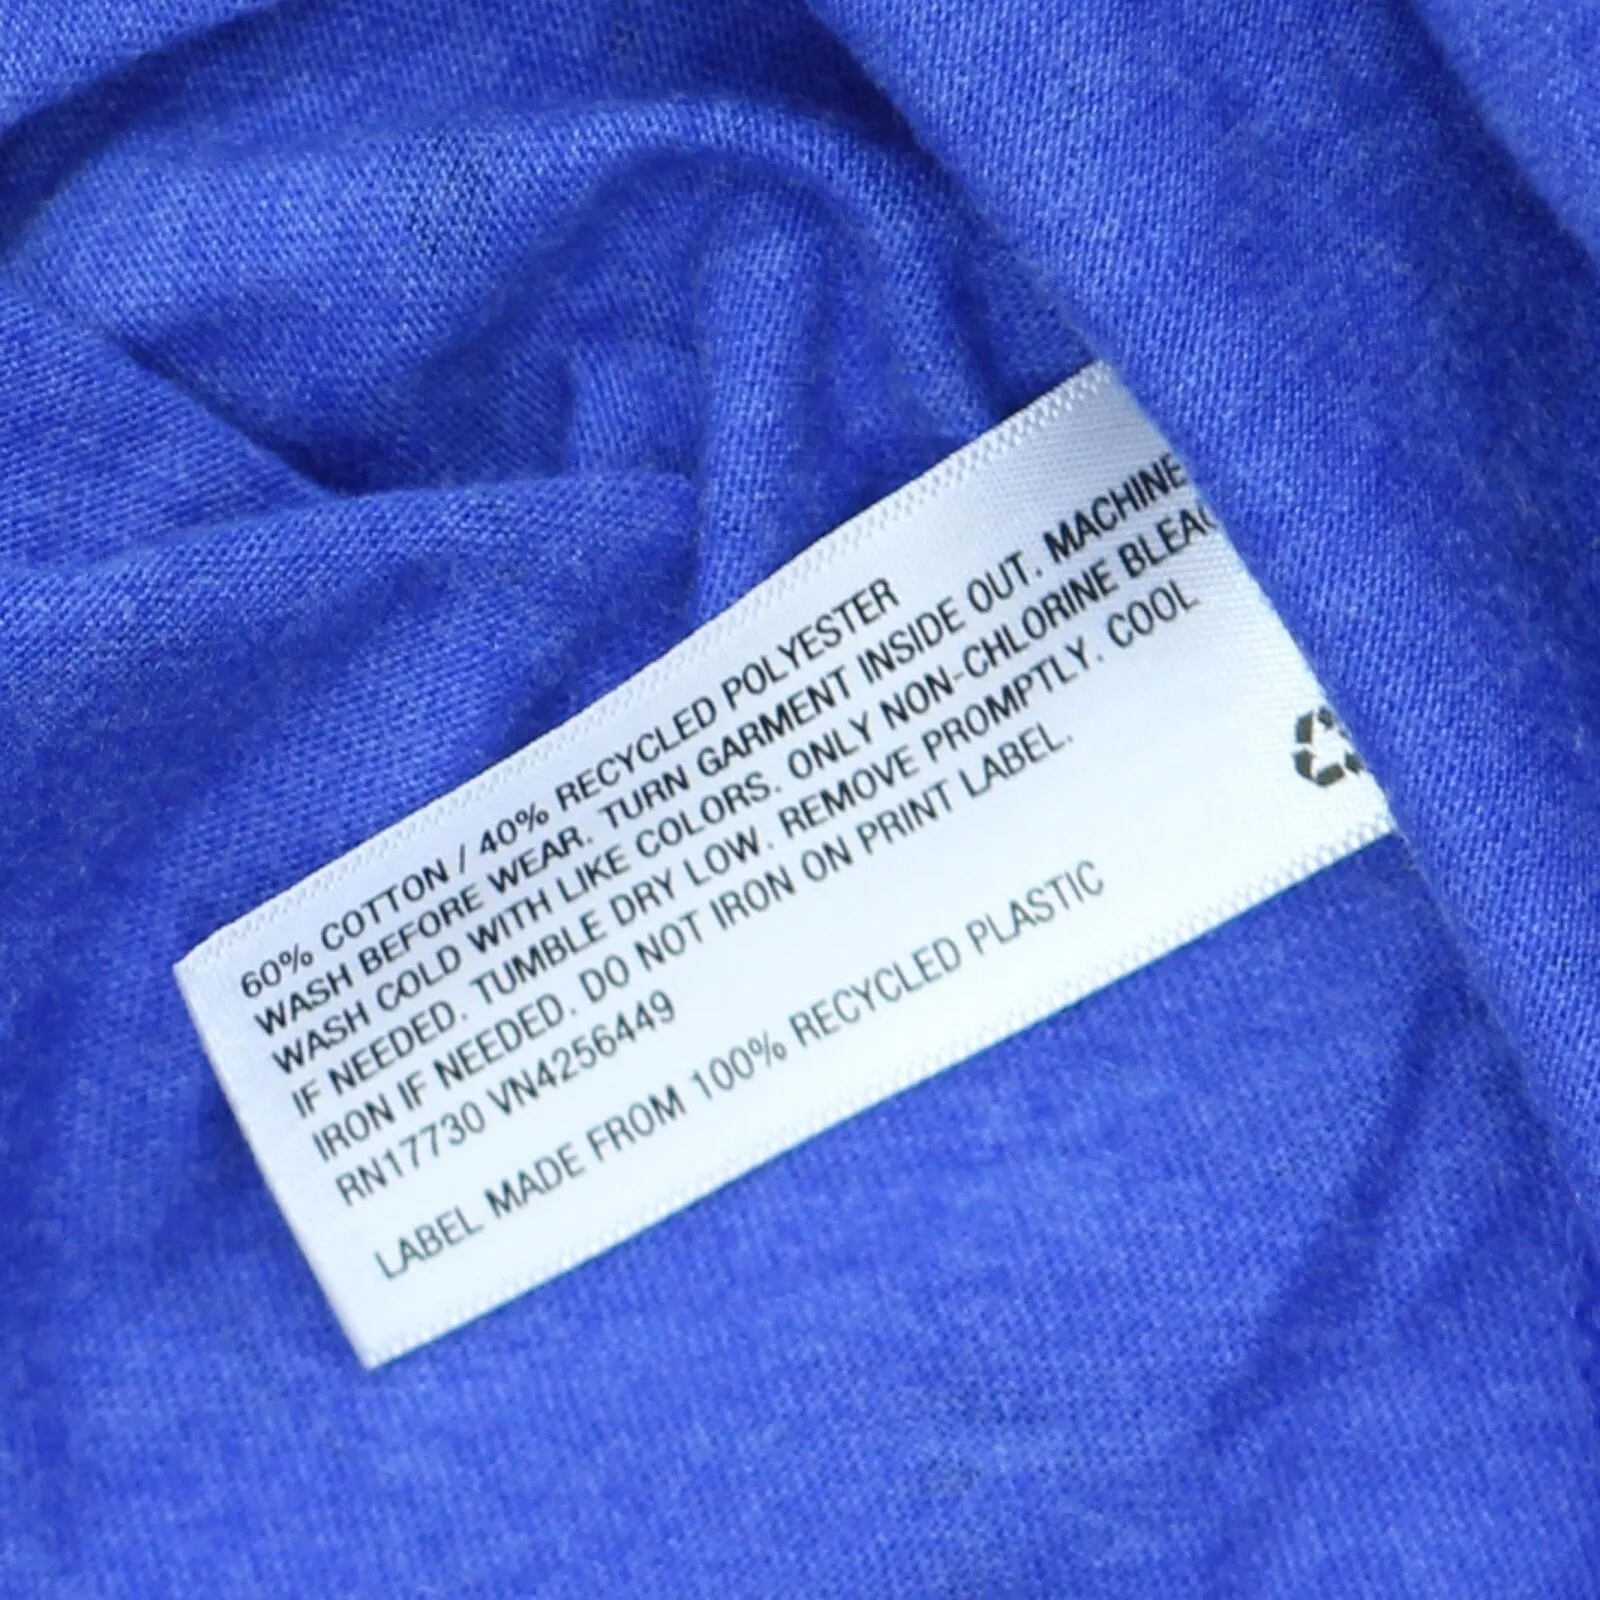 60% COTTON / 40% RECYCLED POLYESTER
WASH BEFORE WEAR. TURN GARMENT INSIDE OUT. MACHINE
WASH COLD WITH LIKE COLORS. ONLY NON-CHLORINE BLEAC
IF NEEDED. TUMBLE DRY LOW. REMOVE PROMPTLY. COOL
IRON IF NEEDED. DO NOT IRON ON PRINT LABEL.
RN17730 VN4256449
LABEL MADE FROM 100% RECYCLED PLASTIC